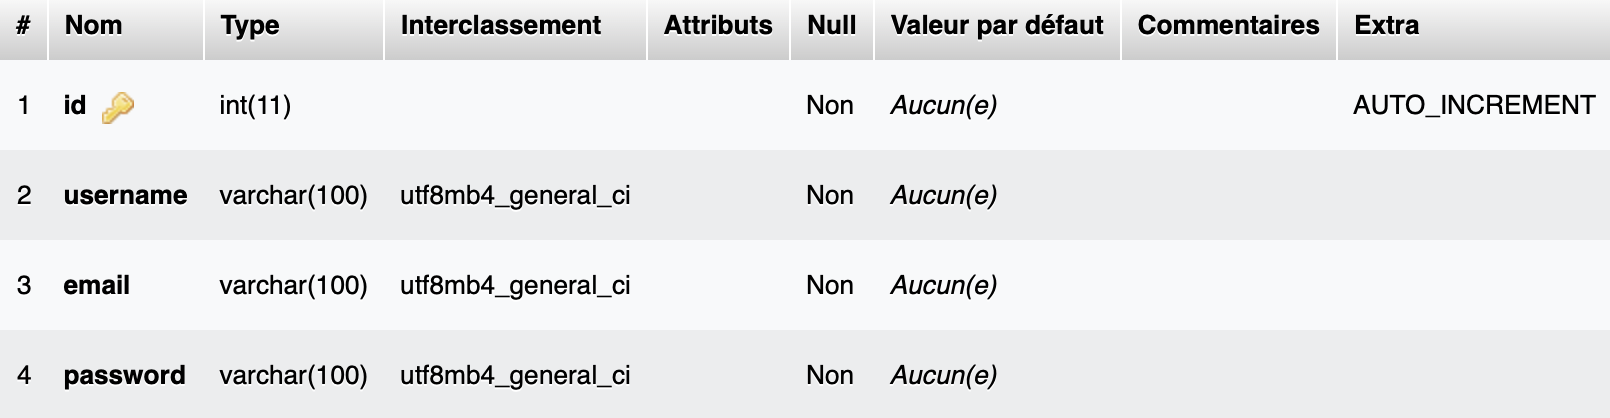 # Nom Type Interclassement Attributs Null Valeur par défaut Commentaires Extra
1 id int(11) Non Aucun(e) AUTO_INCREMENT
2 username varchar(100) utf8mb4_general_ci Non Aucun(e)
3 email varchar(100) utf8mb4_general_ci Non Aucun(e)
4 password varchar(100) utf8mb4_general_ci Non Aucun(e)